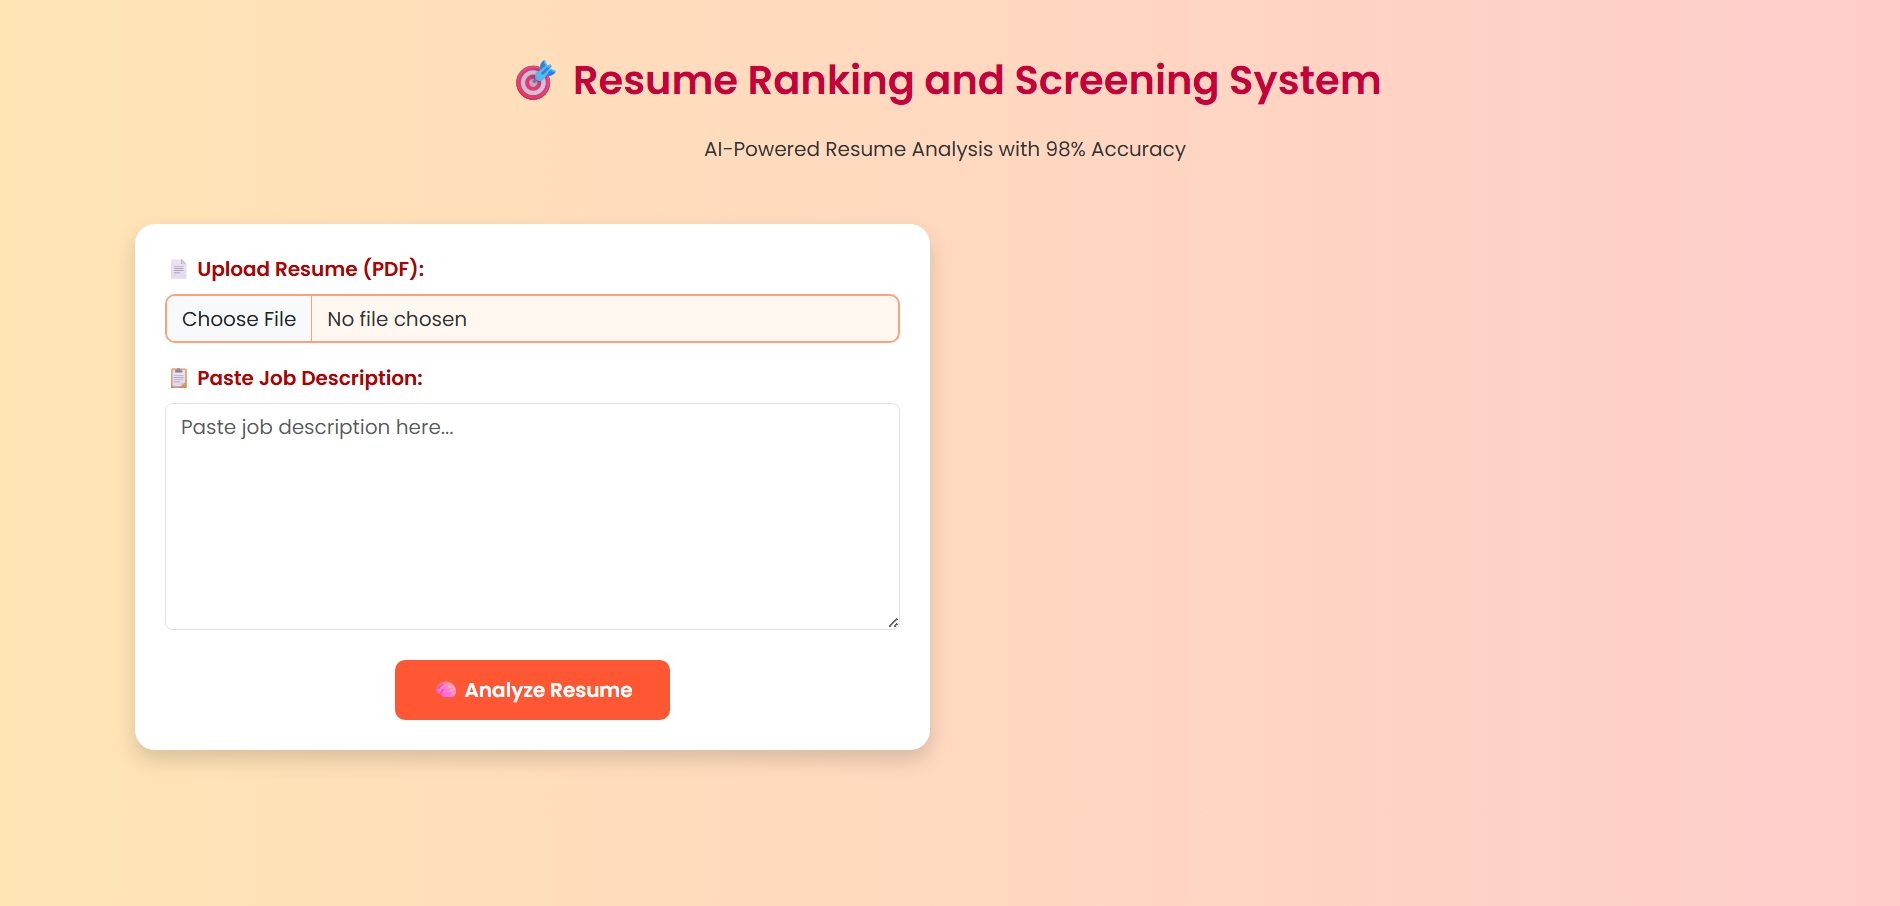 Resume Ranking and Screening System
AI-Powered Resume Analysis with 98% Accuracy
Upload Resume (PDF):
Choose File No file chosen
Paste Job Description:
Paste job description here...
Analyze Resume